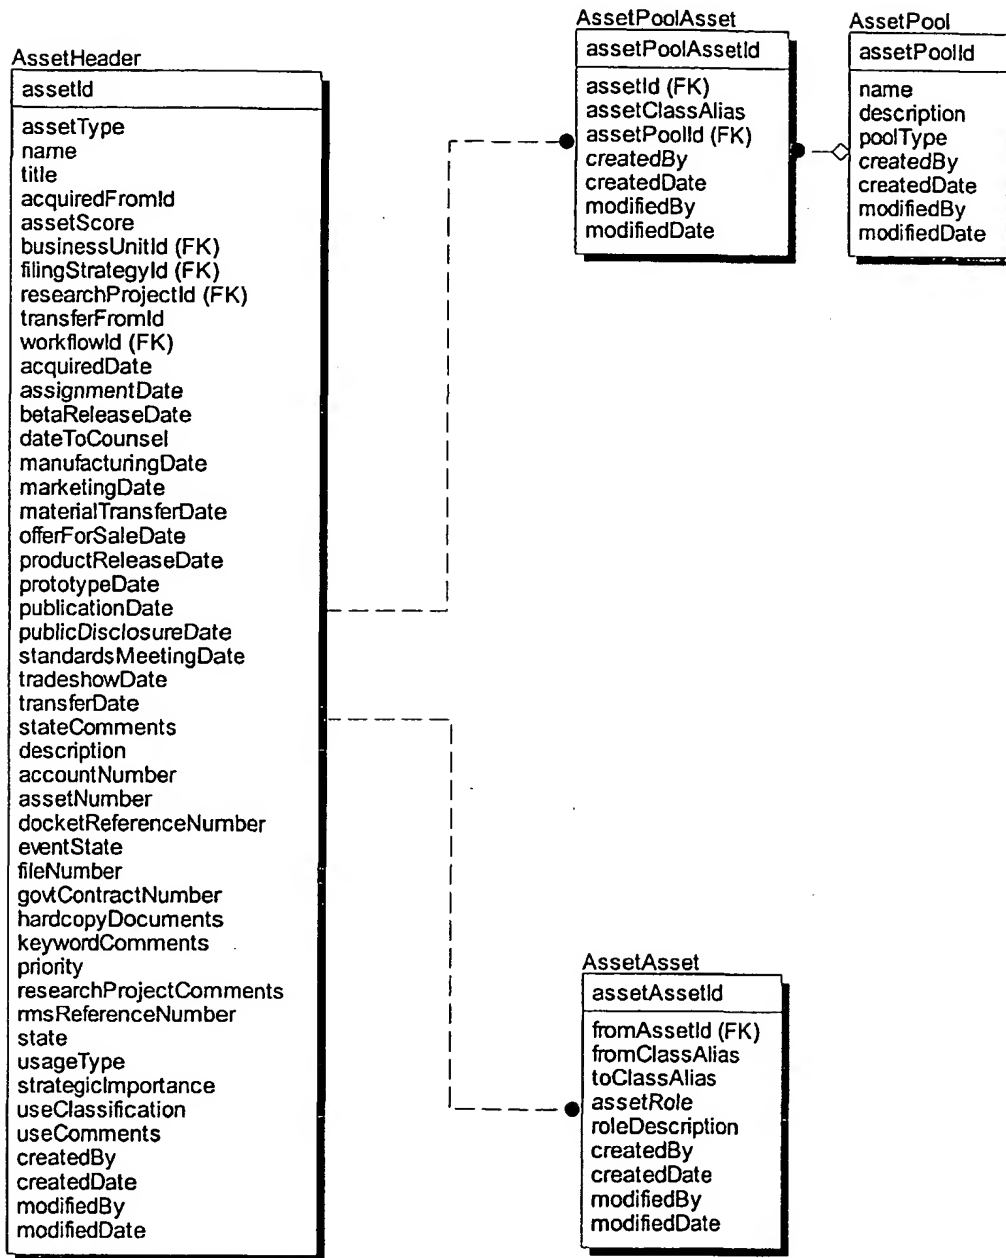 AssetHeader
assetId
assetType
name
title
acquiredFromId
assetScore
businessUnitId (FK)
filingStrategyId (FK)
researchProjectId (FK)
transferFromId
workflowId (FK)
acquiredDate
assignmentDate
betaReleaseDate
dateToCounsel
manufacturingDate
marketingDate
materialTransferDate
offerForSaleDate
productReleaseDate
prototypeDate
publicationDate
publicDisclosureDate
standardsMeetingDate
tradeshowDate
transferDate
stateComments
description
accountNumber
assetNumber
docketReferenceNumber
eventState
fileNumber
govtContractNumber
hardcopyDocuments
keywordComments
priority
researchProjectComments
rmsReferenceNumber
state
usageType
strategicImportance
useClassification
useComments
createdBy
createdDate
modifiedBy
modifiedDate
AssetPoolAsset
assetPoolAssetId
assetId (FK)
assetClassAlias
assetPoolId (FK)
createdBy
createdDate
modifiedBy
modifiedDate
AssetPool
assetPoolId
name
description
poolType
createdBy
createdDate
modifiedBy
modifiedDate
AssetAsset
assetAssetId
fromAssetId (FK)
fromClassAlias
toClassAlias
assetRole
roleDescription
createdBy
createdDate
modifiedBy
modifiedDate